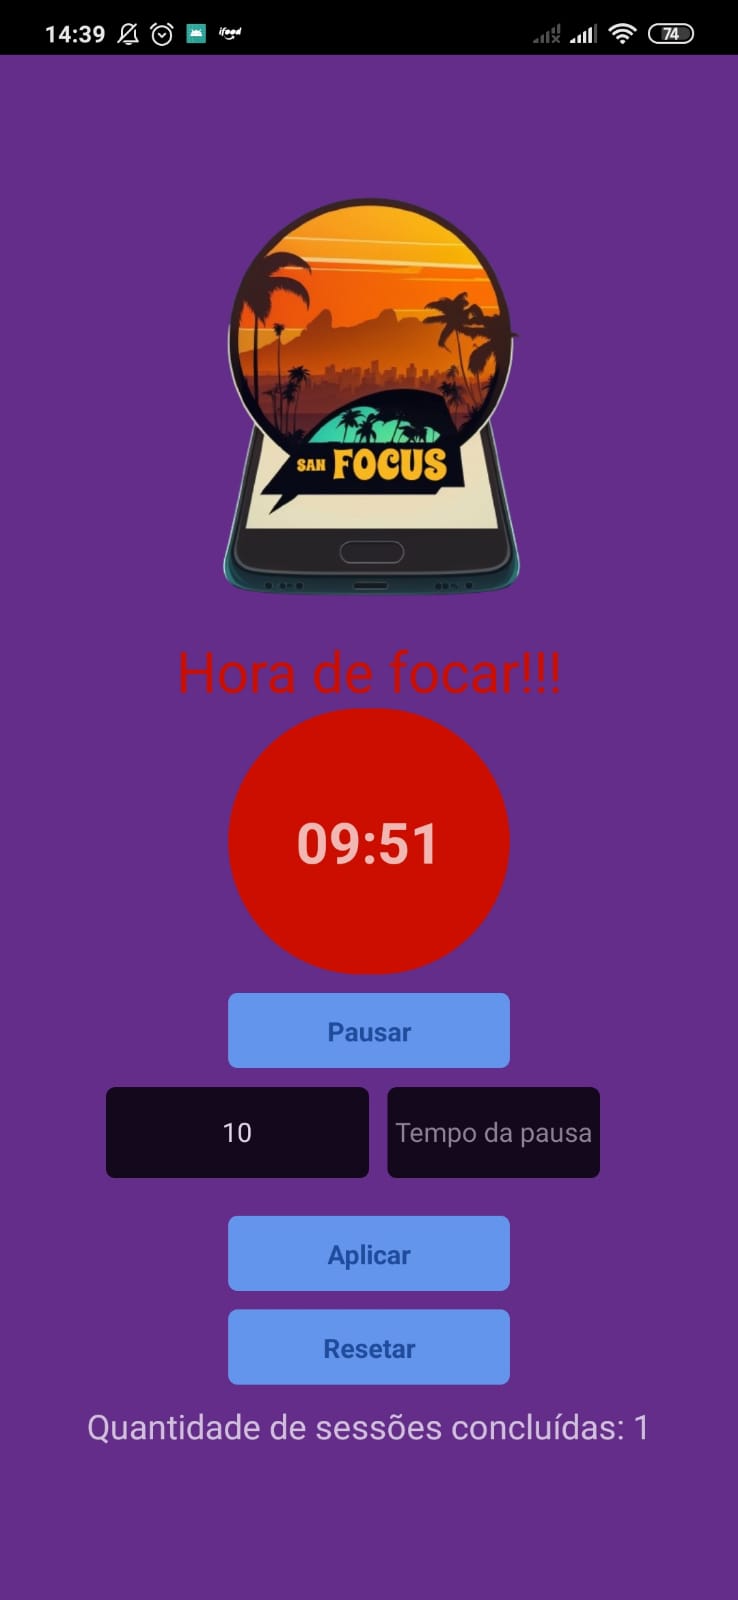 14:39 ifood 74
SAN FOCUS
Hora de focar!!!
09:51
Pausar
10 Tempo da pausa
Aplicar
Resetar
Quantidade de sessões concluídas: 1